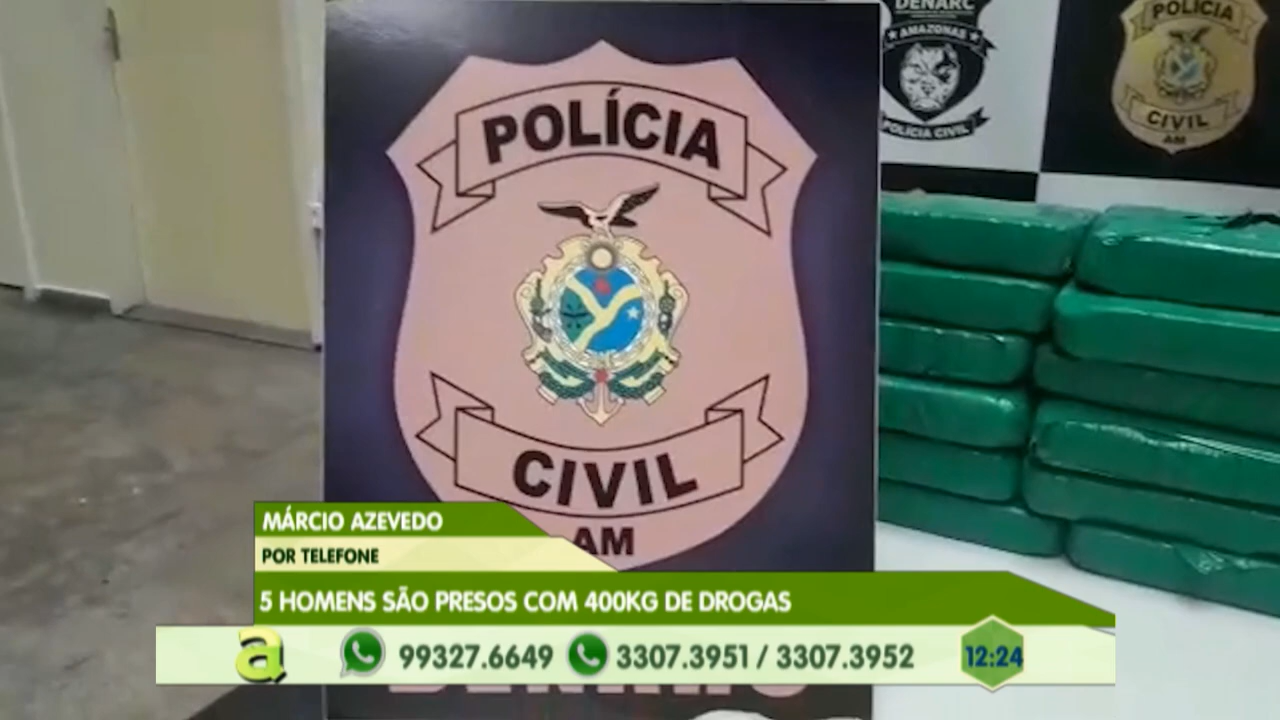 POLÍCIA
CIVIL
AM
DENARC
AMAZONAS
POLÍCIA CIVIL
POLÍCIA
CIVIL
AM
MÁRCIO AZEVEDO
POR TELEFONE
5 HOMENS SÃO PRESOS COM 400KG DE DROGAS
a 99327.6649 3307.3951 / 3307.3952 12:24